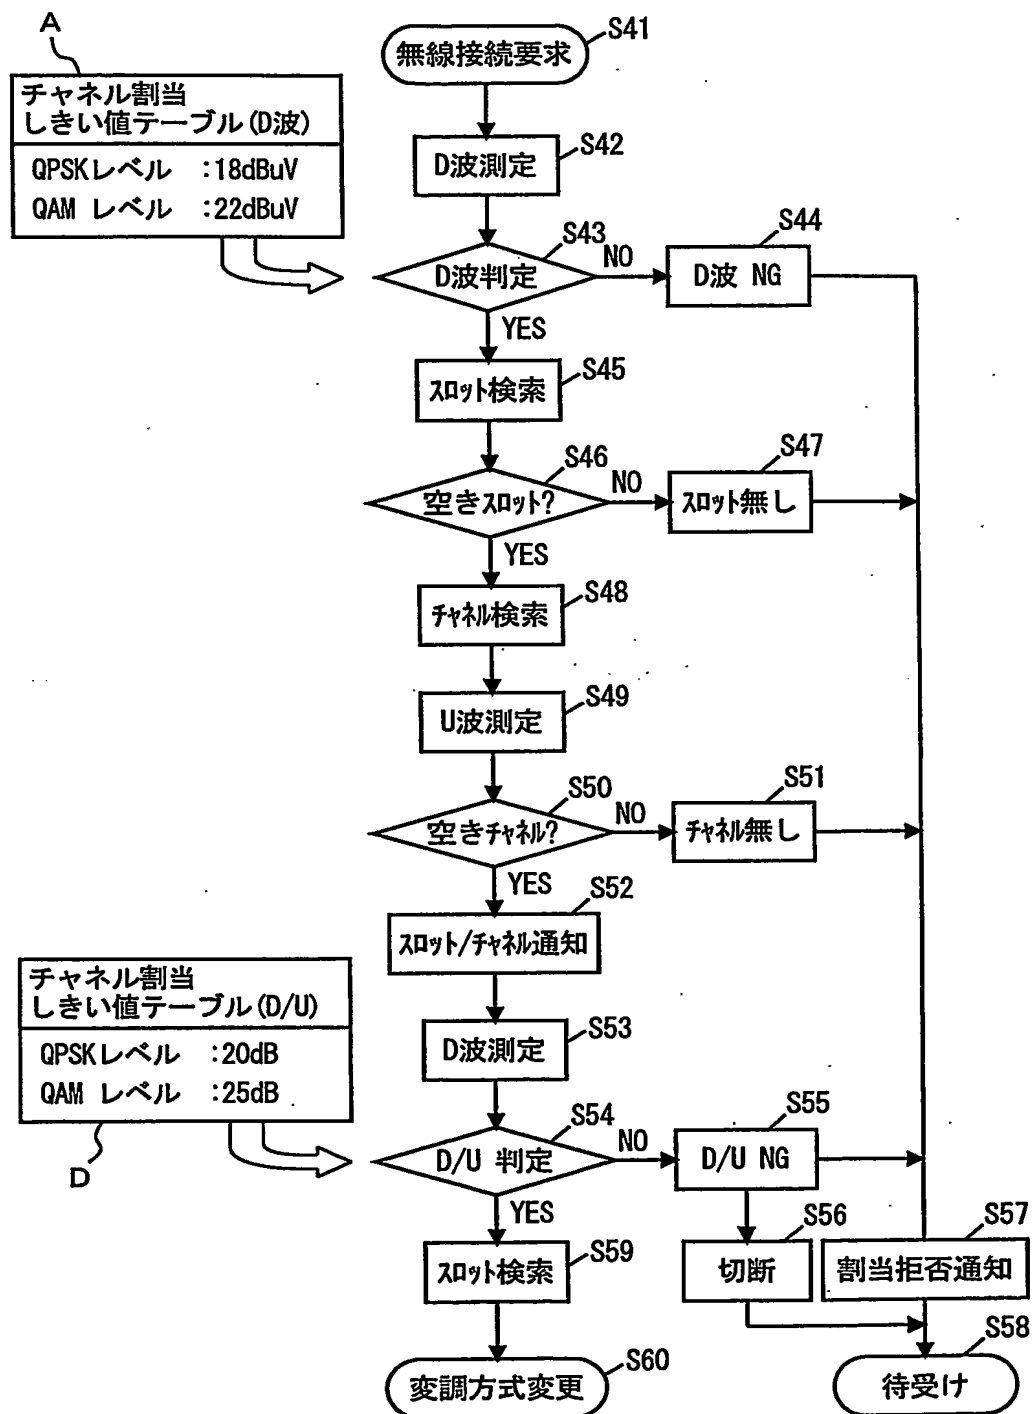 A
チャネル割当
しきい値テーブル(D波)
QPSKレベル :18dBuV
QAM レベル :22dBuV
無線接続要求 S41
D波測定 S42
D波判定 S43
NO
D波 NG S44
YES
スロット検索 S45
空きスロット? S46
NO
スロット無し S47
YES
チャネル検索 S48
U波測定 S49
空きチャネル? S50
NO
チャネル無し S51
YES
スロット/チャネル通知 S52
チャネル割当
しきい値テーブル(D/U)
QPSKレベル :20dB
QAM レベル :25dB
D
D波測定 S53
D/U 判定 S54
NO
D/U NG S55
YES
切断 S56
割当拒否通知 S57
スロット検索 S59
変調方式変更 S60
待受け S58